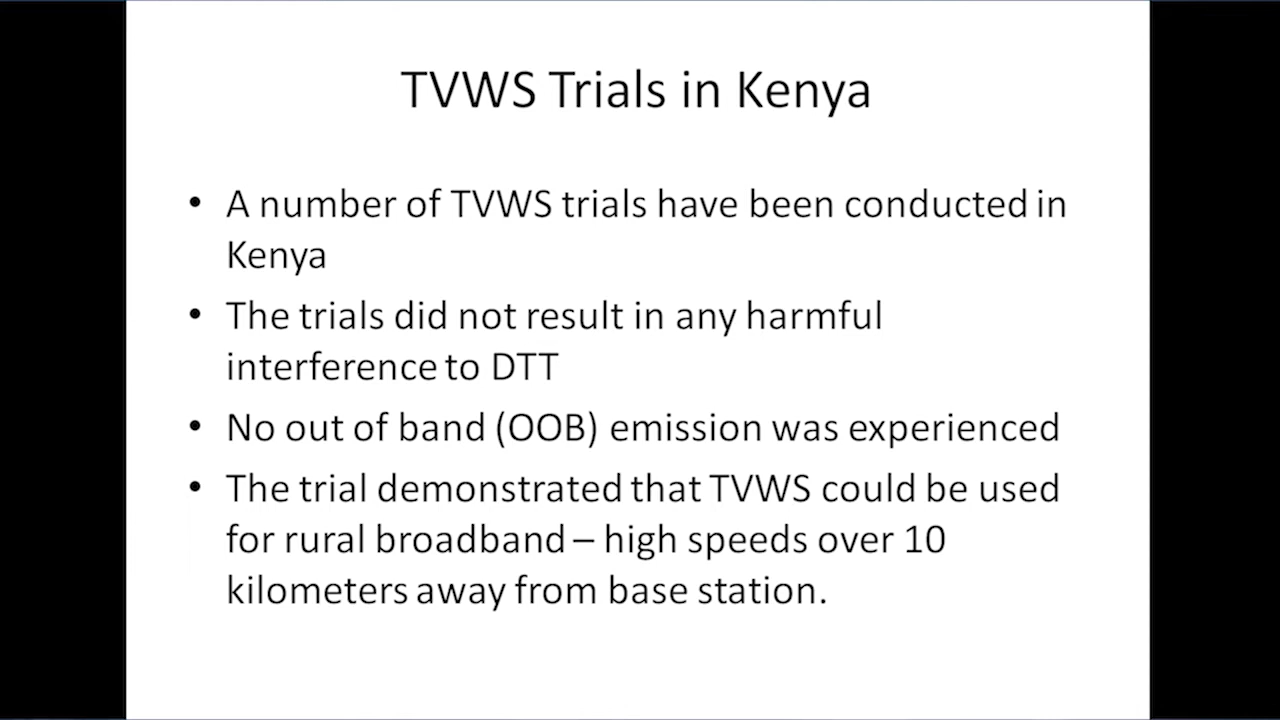 TVWS Trials in Kenya
• A number of TVWS trials have been conducted in
Kenya
• The trials did not result in any harmful
interference to DTT
• No out of band (OOB) emission was experienced
• The trial demonstrated that TVWS could be used
for rural broadband – high speeds over 10
kilometers away from base station.